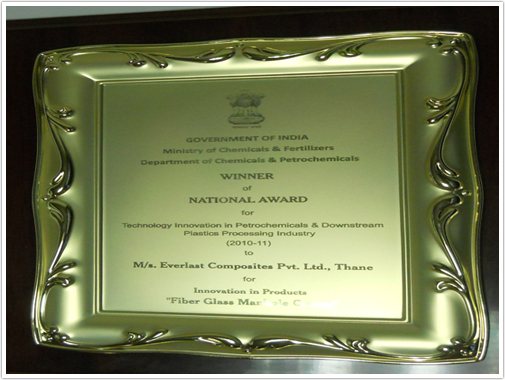 GOVERNMENT OF INDIA
Ministry of Chemicals & Fertilizers
Department of Chemicals & Petrochemicals
WINNER
of
NATIONAL AWARD
for
Technology Innovation in Petrochemicals & Downstream
Plastics Processing Industry
(2010-11)
to
M/s. Everlast Composites Pvt. Ltd., Thane
for
Innovation in Products
"Fiber Glass